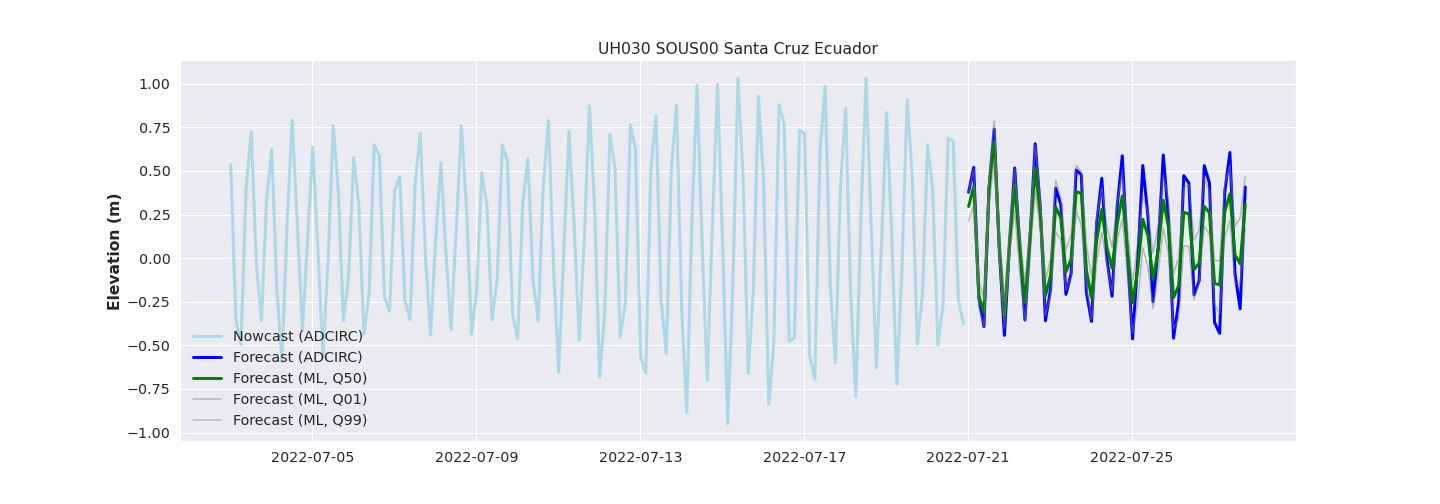 UH030 SOUS00 Santa Cruz Ecuador
Elevation (m)
1.00
0.75
0.50
0.25
0.00
−0.25
−0.50
−0.75
−1.00
Nowcast (ADCIRC)
Forecast (ADCIRC)
Forecast (ML, Q50)
Forecast (ML, Q01)
Forecast (ML, Q99)
2022-07-05
2022-07-09
2022-07-13
2022-07-17
2022-07-21
2022-07-25